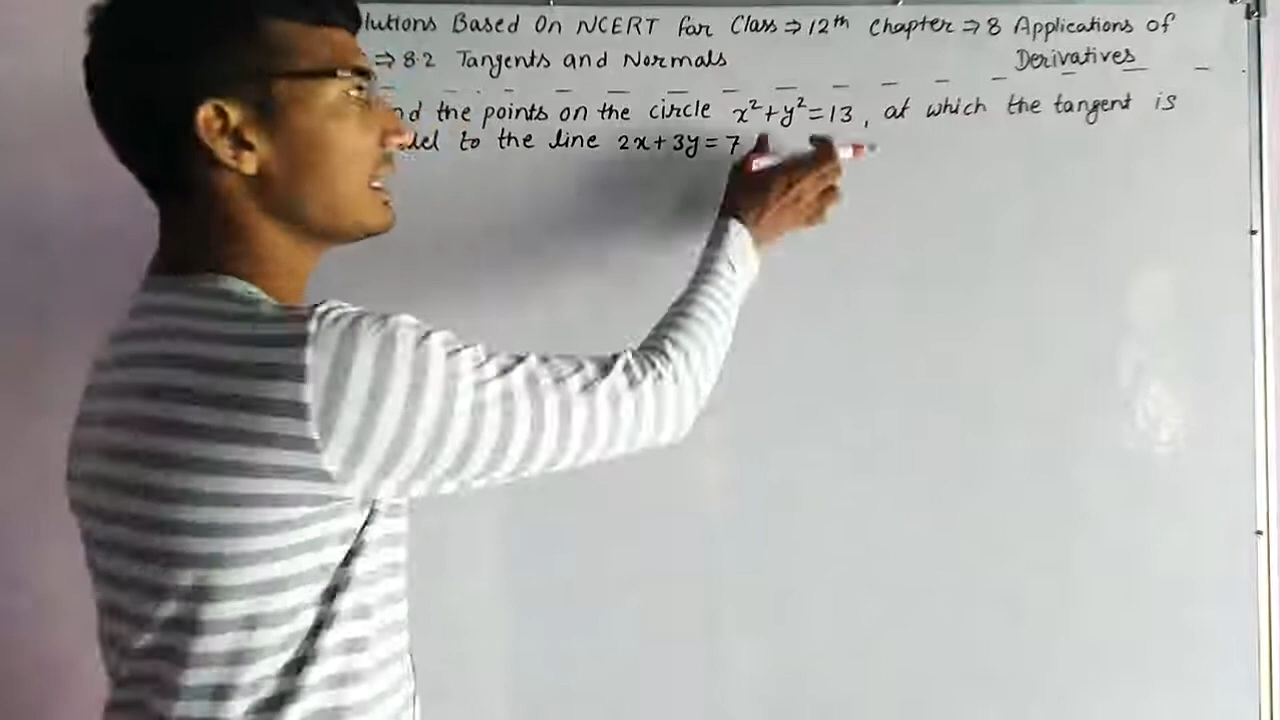 lutions Based On NCERT for Class ⇒ 12th Chapter ⇒ 8 Applications of
⇒ 8.2 Tangents and Normals Derivatives
nd the points on the circle x²+y²=13, at which the tangent is
lel to the line 2x+3y=7